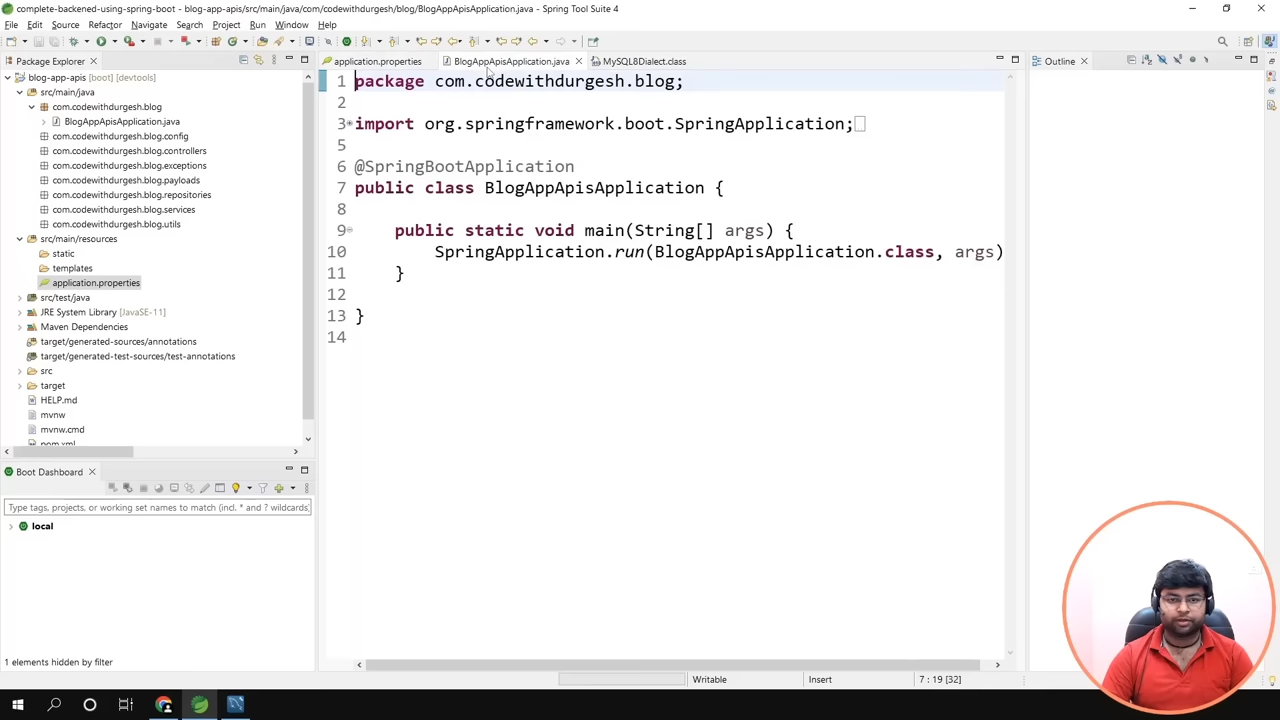 complete-backened-using-spring-boot - blog-app-apis/src/main/java/com/codewithdurgesh/blog/BlogAppApisApplication.java - Spring Tool Suite 4
File Edit Source Refactor Navigate Search Project Run Window Help
Package Explorer
blog-app-apis [boot] [devtools]
src/main/java
com.codewithdurgesh.blog
BlogAppApisApplication.java
com.codewithdurgesh.blog.config
com.codewithdurgesh.blog.controllers
com.codewithdurgesh.blog.exceptions
com.codewithdurgesh.blog.payloads
com.codewithdurgesh.blog.repositories
com.codewithdurgesh.blog.services
com.codewithdurgesh.blog.utils
src/main/resources
static
templates
application.properties
src/test/java
JRE System Library [JavaSE-11]
Maven Dependencies
target/generated-sources/annotations
target/generated-test-sources/test-annotations
src
target
HELP.md
mvnw
mvnw.cmd
pom.xml
Boot Dashboard
Type tags, projects, or working set names to match (incl. * and ? wildcards)
local
1 elements hidden by filter
application.properties BlogAppApisApplication.java MySQL8Dialect.class
1 package com.codewithdurgesh.blog;
2
3 import org.springframework.boot.SpringApplication;
5
6 @SpringBootApplication
7 public class BlogAppApisApplication {
8
9 public static void main(String[] args) {
10 SpringApplication.run(BlogAppApisApplication.class, args)
11 }
12
13 }
14
Outline
Writable Insert 7 : 19 [32]